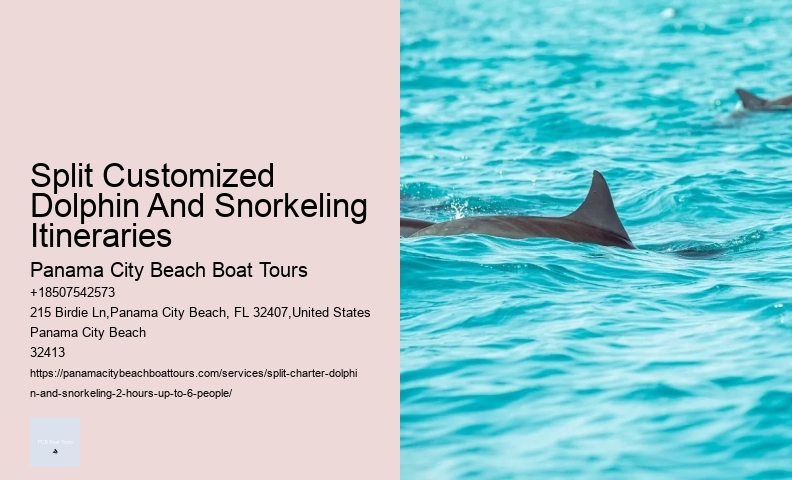 Split Customized
Dolphin And Snorkeling
Itineraries
Panama City Beach Boat Tours
+18507542573
215 Birdie Ln,Panama City Beach, FL 32407,United States
Panama City Beach
32413
https://panamacitybeachboattours.com/services/split-charter-dolphi
n-and-snorkeling-2-hours-up-to-6-people/